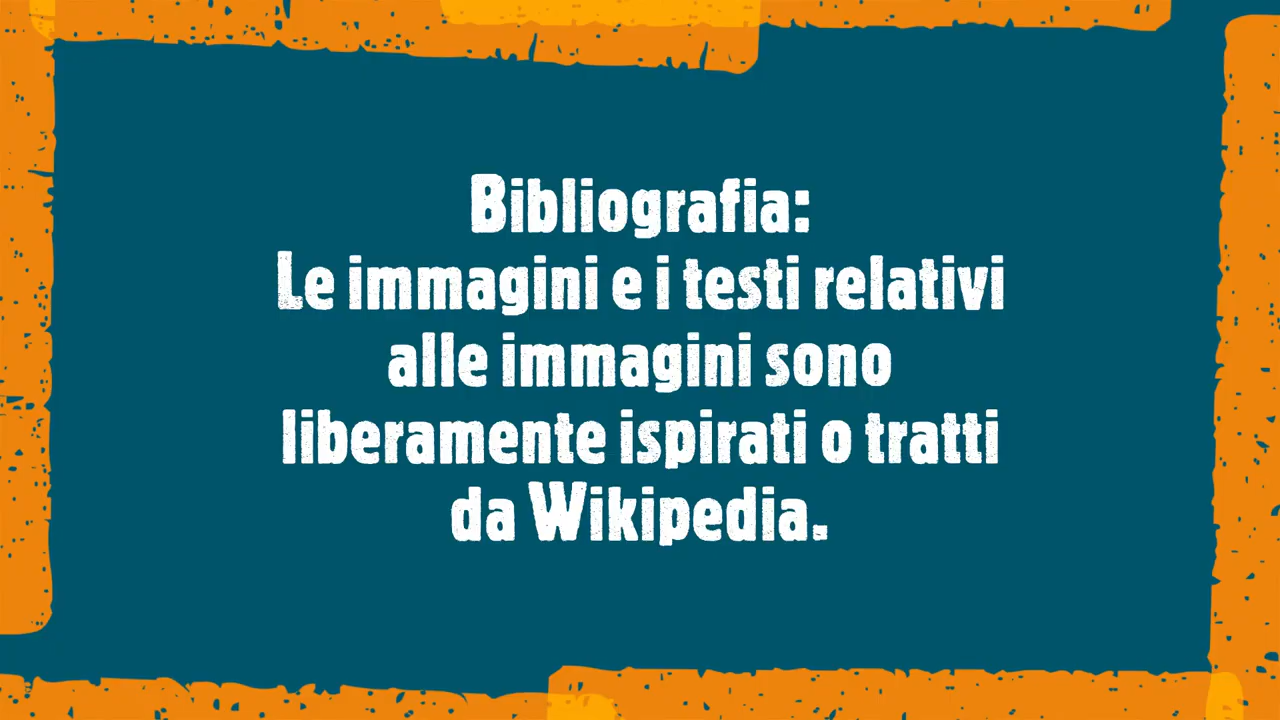 Bibliografia:
Le immagini e i testi relativi
alle immagini sono
liberamente ispirati o tratti
da Wikipedia.